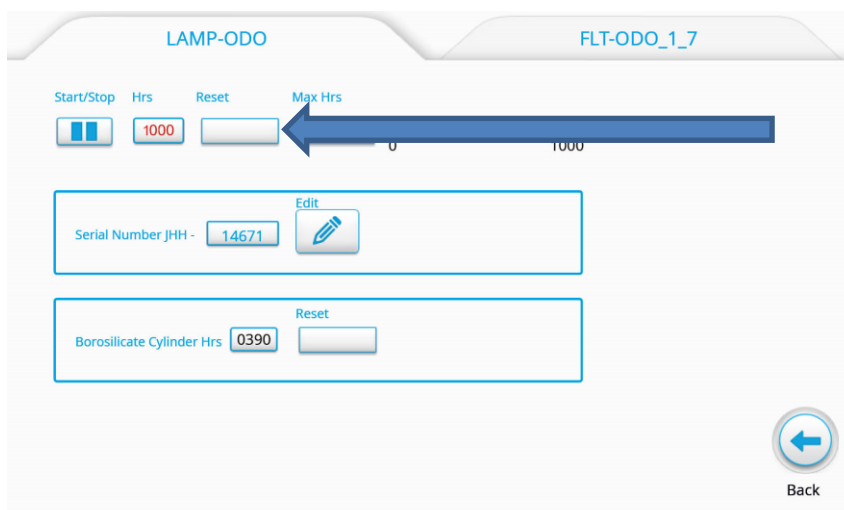 LAMP-ODO FLT-ODO_1_7
Start/Stop Hrs Reset Max Hrs
1000
0 1000
Edit
Serial Number JHH - 14671
Reset
Borosilicate Cylinder Hrs 0390
Back